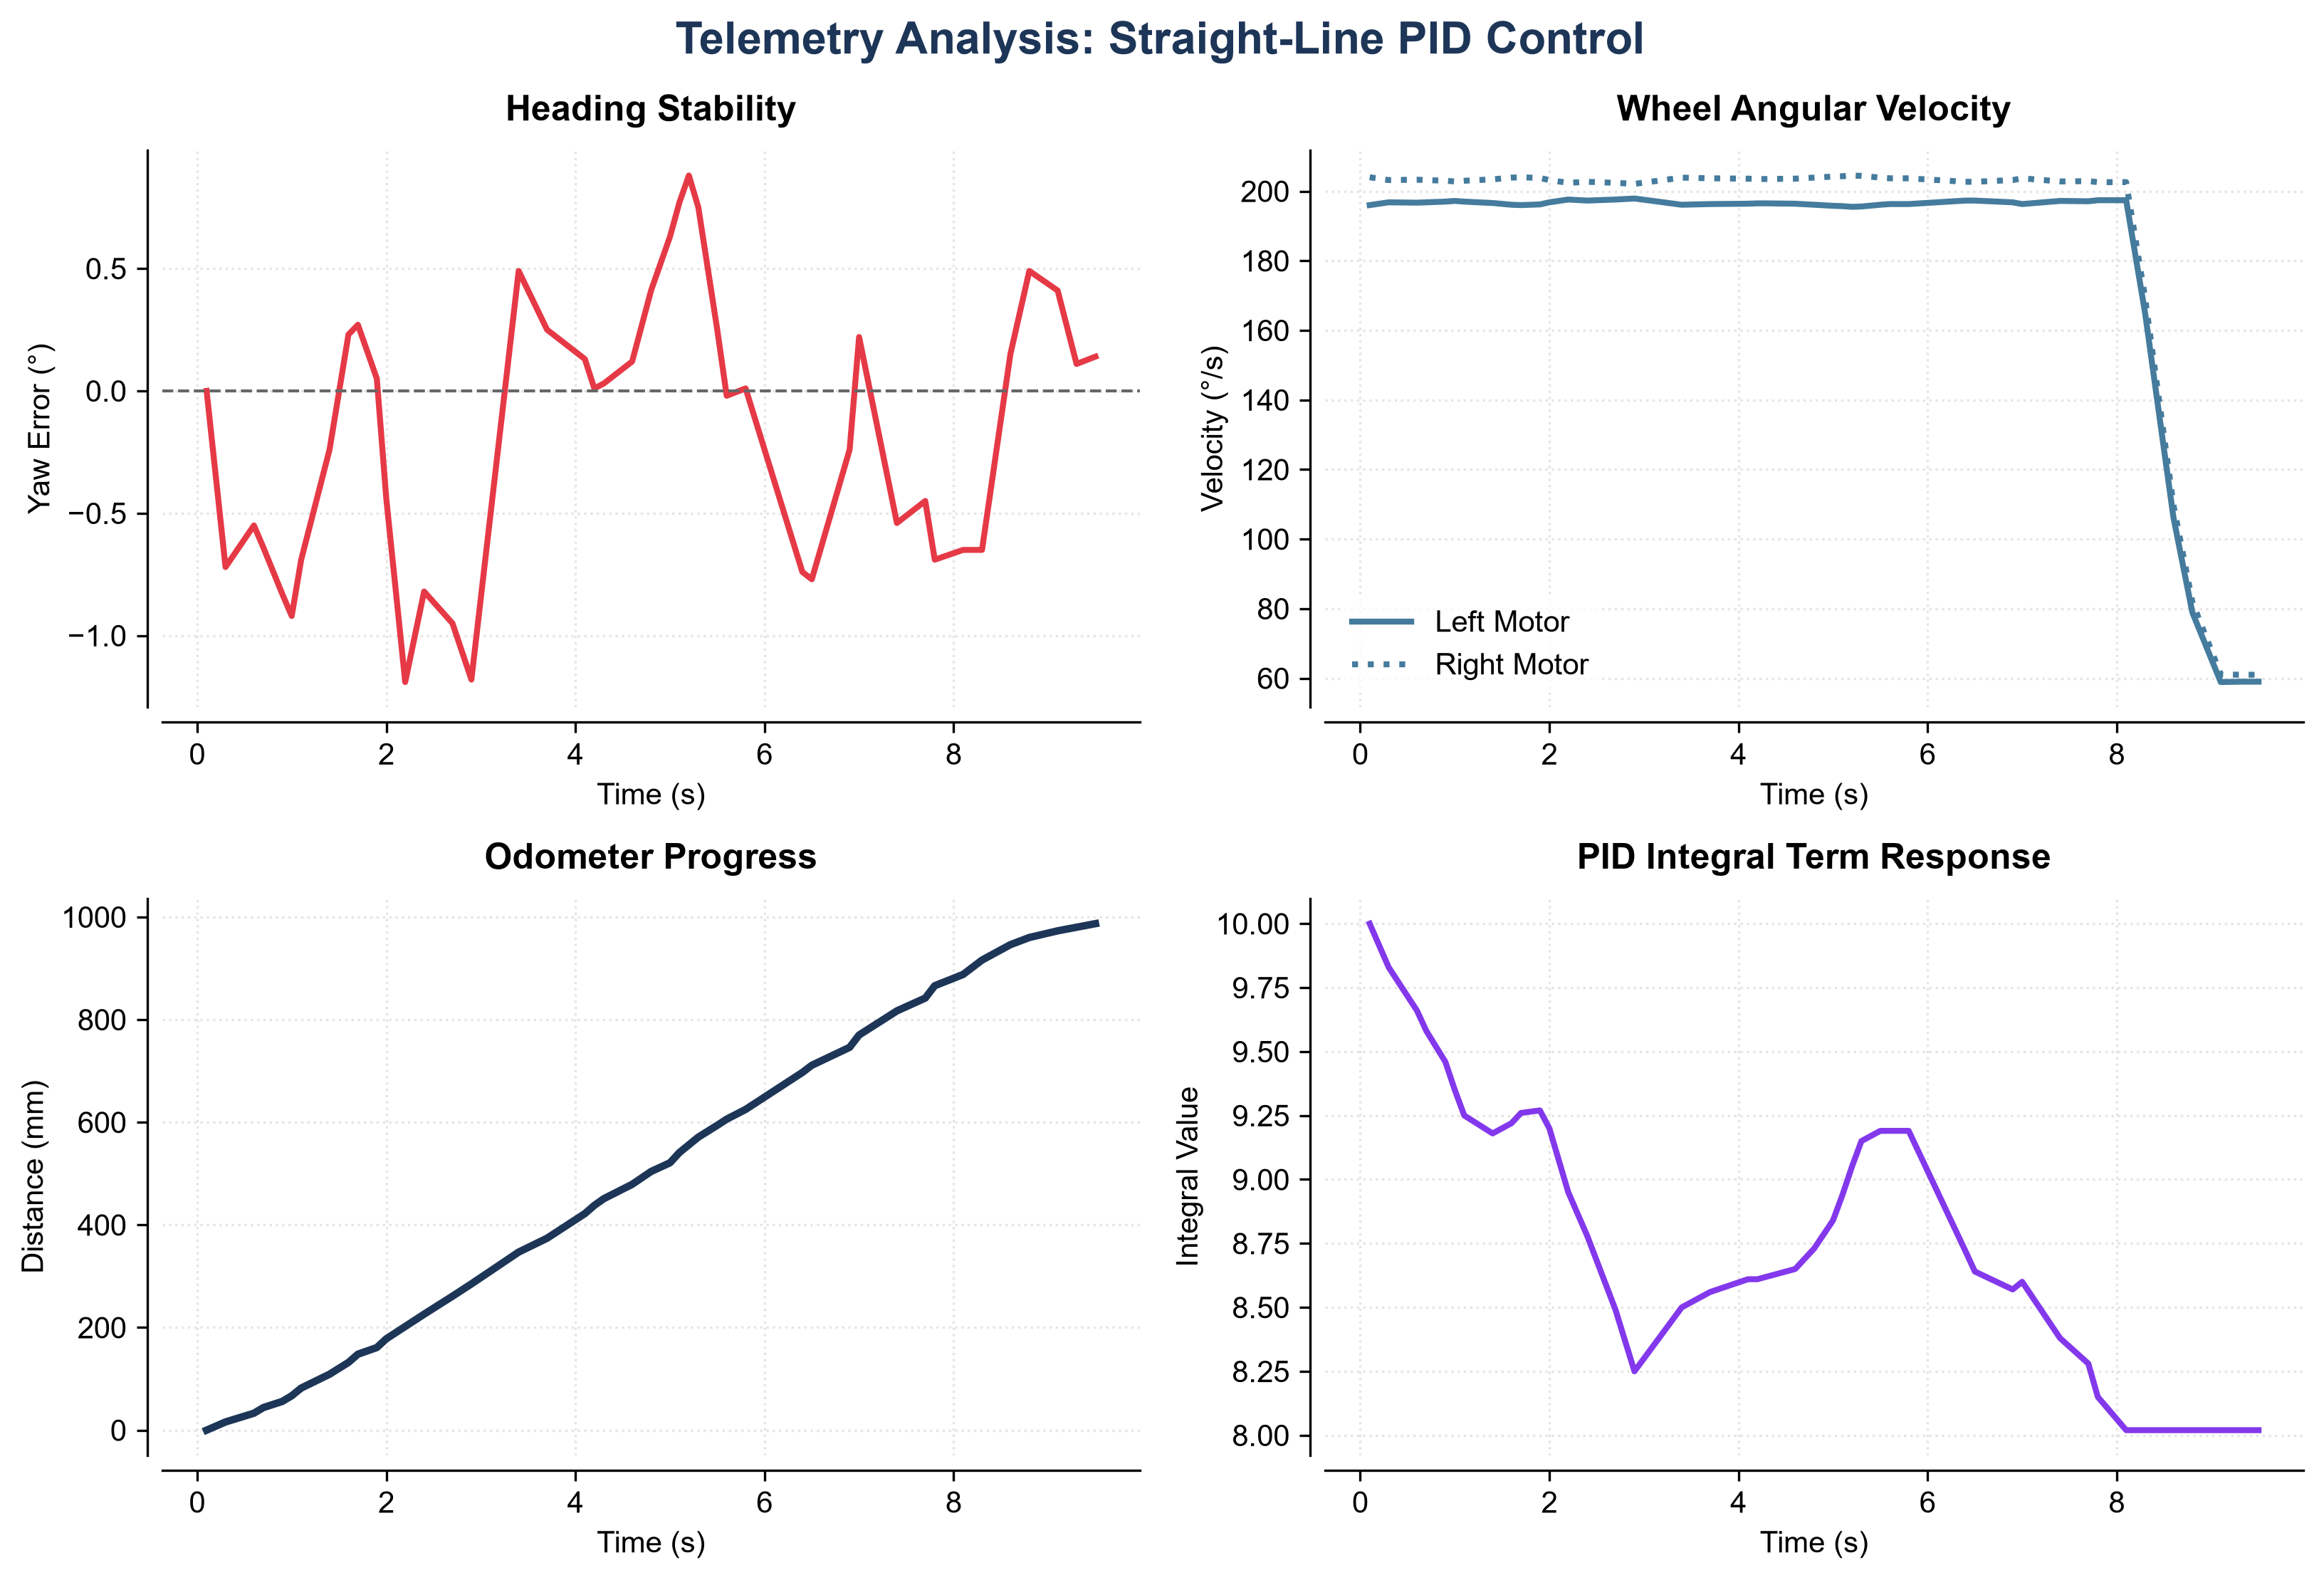 Telemetry Analysis: Straight-Line PID Control
Heading Stability
Yaw Error (°)
0.5
0.0
−0.5
−1.0
0 2 4 6 8
Time (s)
Wheel Angular Velocity
Velocity (°/s)
200
180
160
140
120
100
80
60
Left Motor
Right Motor
0 2 4 6 8
Time (s)
Odometer Progress
Distance (mm)
1000
800
600
400
200
0
0 2 4 6 8
Time (s)
PID Integral Term Response
Integral Value
10.00
9.75
9.50
9.25
9.00
8.75
8.50
8.25
8.00
0 2 4 6 8
Time (s)